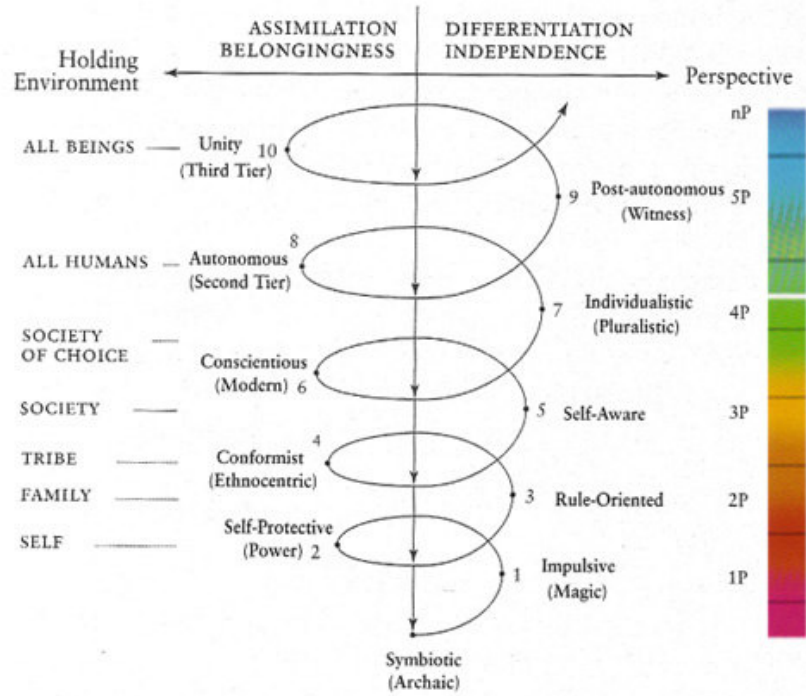 ASSIMILATION
BELONGINGNESS
DIFFERENTIATION
INDEPENDENCE
Holding
Environment
Perspective
nP
ALL BEINGS
Unity 10
(Third Tier)
9 Post-autonomous
(Witness)
5P
8
ALL HUMANS
Autonomous
(Second Tier)
7 Individualistic
(Pluralistic)
4P
SOCIETY
OF CHOICE
Conscientious
(Modern) 6
SOCIETY
5 Self-Aware
3P
4
TRIBE
Conformist
(Ethnocentric)
FAMILY
3 Rule-Oriented
2P
SELF
Self-Protective
(Power) 2
1 Impulsive
(Magic)
1P
Symbiotic
(Archaic)